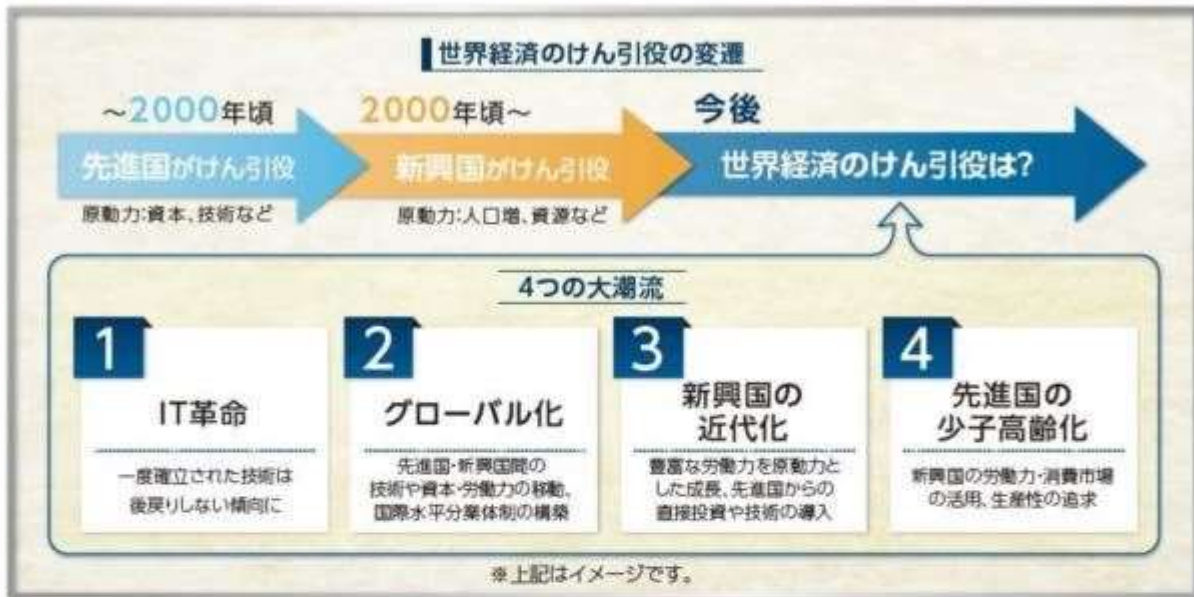 世界経済のけん引役の変遷
～2000年頃
2000年頃～
今後
先進国がけん引役
新興国がけん引役
世界経済のけん引役は?
原動力:資本、技術など
原動力:人口増、資源など
4つの大潮流
1
IT革命
一度確立された技術は
後戻りしない傾向に
2
グローバル化
先進国・新興国間の
技術や資本・労働力の移動、
国際水平分業体制の構築
3
新興国の
近代化
豊富な労働力を原動力と
した成長、先進国からの
直接投資や技術の導入
4
先進国の
少子高齢化
新興国の労働力・消費市場
の活用、生産性の追求
※上記はイメージです。